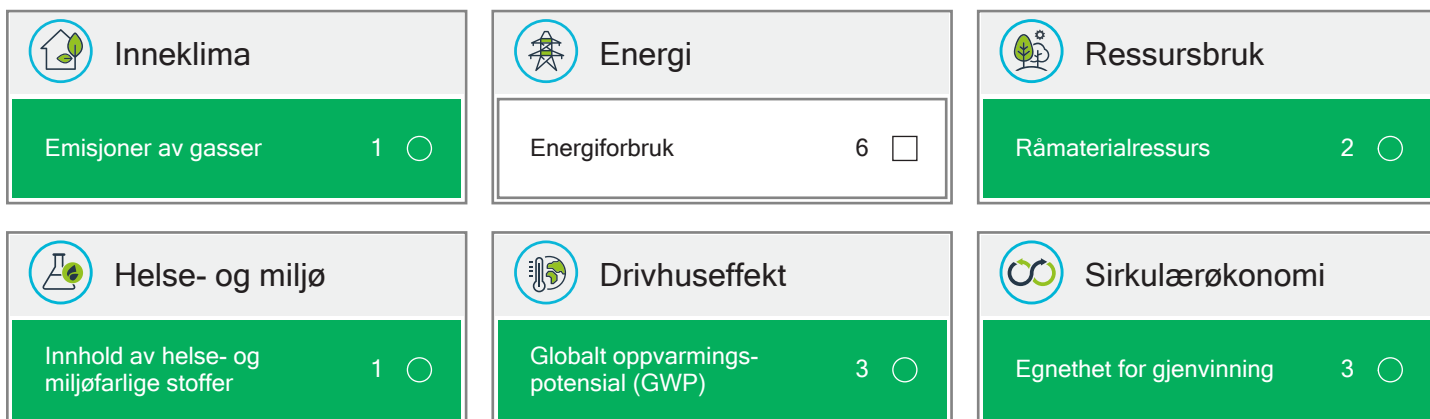 Inneklima
Emisjoner av gasser 1
Energi
Energiforbruk 6
Ressursbruk
Råmaterialressurs 2
Helse- og miljø
Innhold av helse- og
miljøfarlige stoffer 1
Drivhuseffekt
Globalt oppvarmings-
potensial (GWP) 3
Sirkulærøkonomi
Egnethet for gjenvinning 3